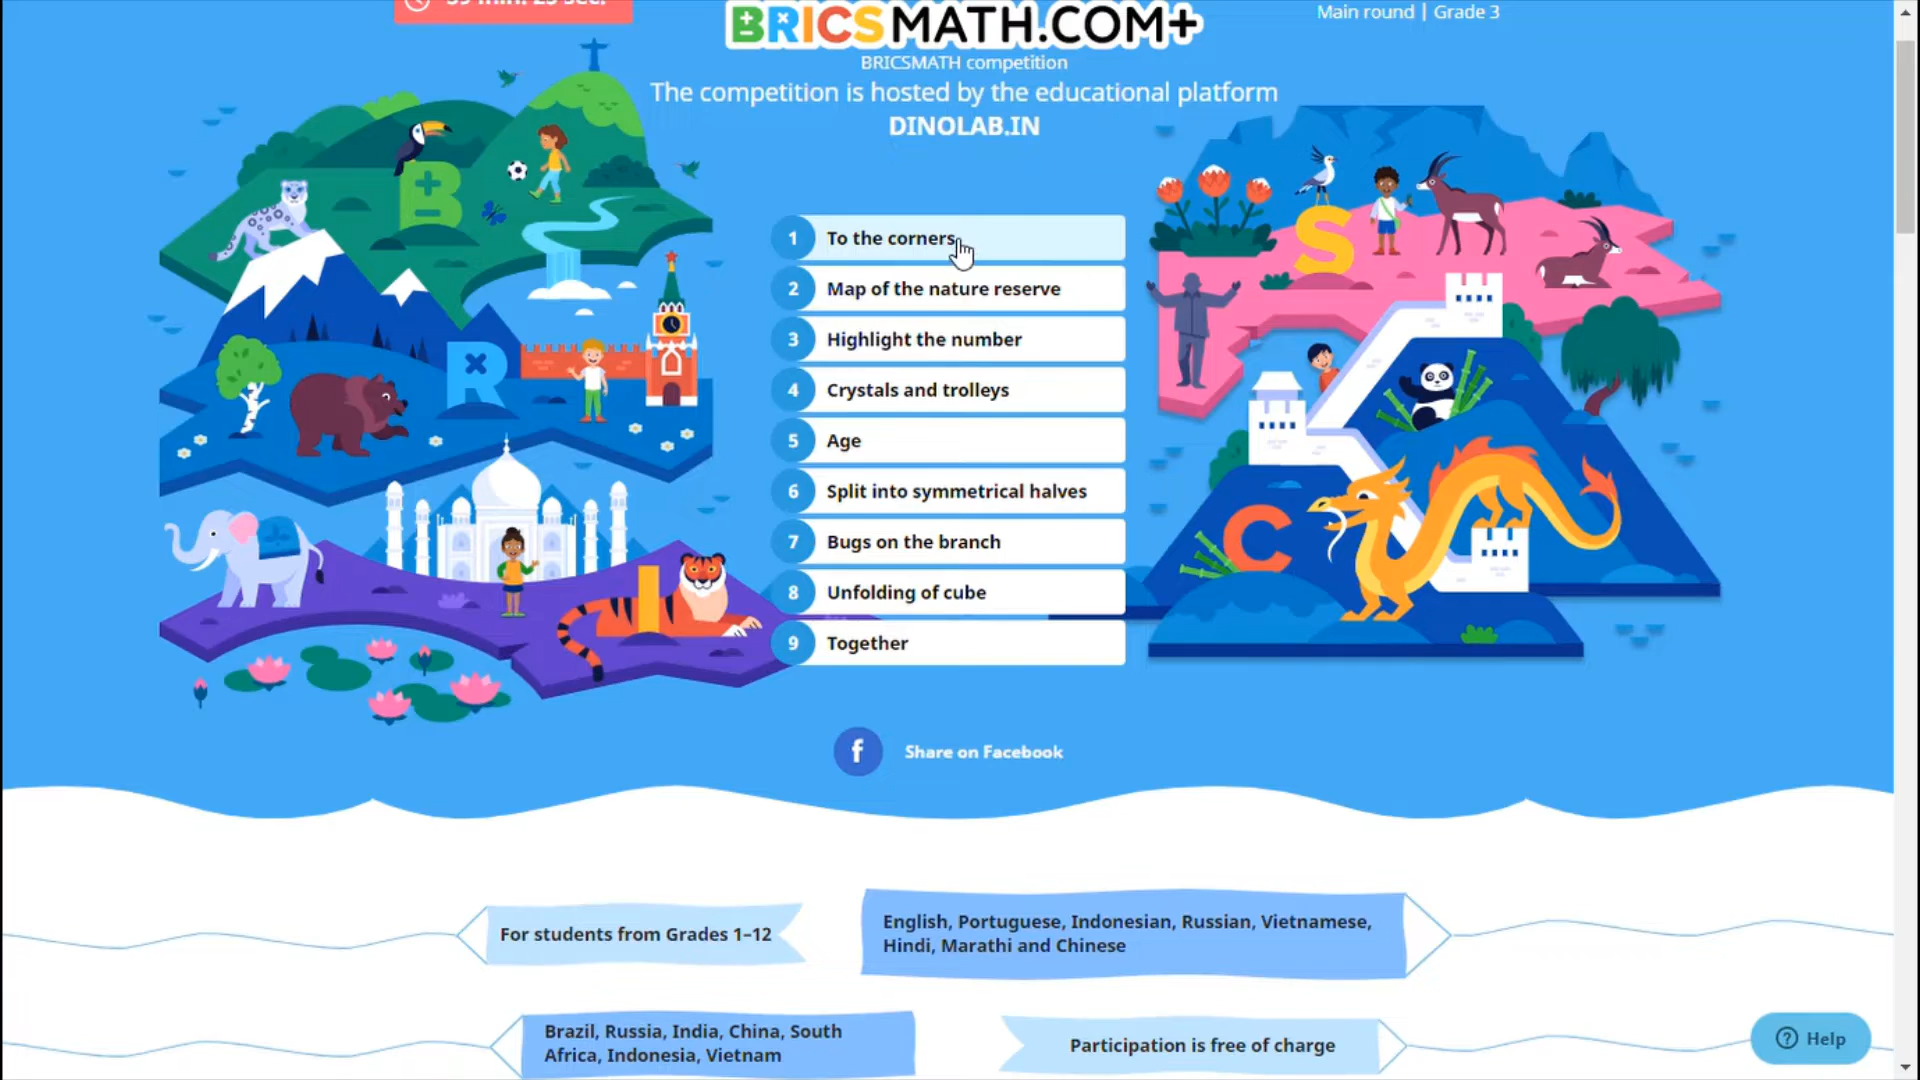 59 min. 25 sec.
BRICSMATH.COM+
Main round | Grade 3
BRICSMATH competition
The competition is hosted by the educational platform
DINOLAB.IN
B
R
I
S
C
1 To the corners
2 Map of the nature reserve
3 Highlight the number
4 Crystals and trolleys
5 Age
6 Split into symmetrical halves
7 Bugs on the branch
8 Unfolding of cube
9 Together
f Share on Facebook
For students from Grades 1–12
English, Portuguese, Indonesian, Russian, Vietnamese,
Hindi, Marathi and Chinese
Brazil, Russia, India, China, South
Africa, Indonesia, Vietnam
Participation is free of charge
? Help